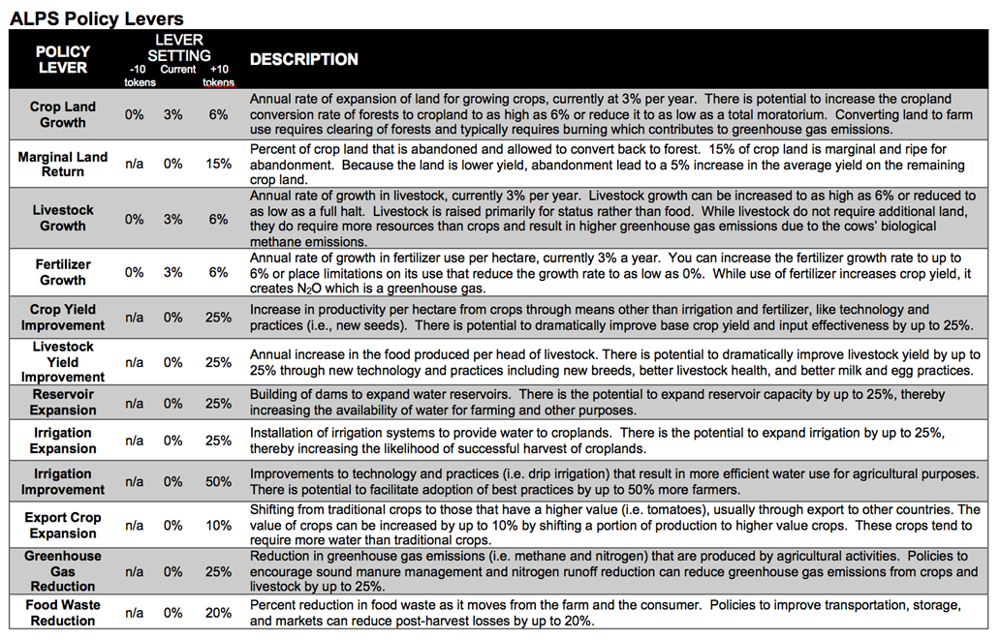 ALPS Policy Levers
POLICY
LEVER
LEVER
SETTING
-10 Current +10
tokens tokens
DESCRIPTION
Crop Land
Growth
0% 3% 6%
Annual rate of expansion of land for growing crops, currently at 3% per year. There is potential to increase the cropland
conversion rate of forests to cropland to as high as 6% or reduce it to as low as a total moratorium. Converting land to farm
use requires clearing of forests and typically requires burning which contributes to greenhouse gas emissions.
Marginal Land
Return
n/a 0% 15%
Percent of crop land that is abandoned and allowed to convert back to forest. 15% of crop land is marginal and ripe for
abandonment. Because the land is lower yield, abandonment lead to a 5% increase in the average yield on the remaining
crop land.
Livestock
Growth
0% 3% 6%
Annual rate of growth in livestock, currently 3% per year. Livestock growth can be increased to as high as 6% or reduced to
as low as a full halt. Livestock is raised primarily for status rather than food. While livestock do not require additional land,
they do require more resources than crops and result in higher greenhouse gas emissions due to the cows' biological
methane emissions.
Fertilizer
Growth
0% 3% 6%
Annual rate of growth in fertilizer use per hectare, currently 3% a year. You can increase the fertilizer growth rate to up to
6% or place limitations on its use that reduce the growth rate to as low as 0%. While use of fertilizer increases crop yield, it
creates N₂O which is a greenhouse gas.
Crop Yield
Improvement
n/a 0% 25%
Increase in productivity per hectare from crops through means other than irrigation and fertilizer, like technology and
practices (i.e., new seeds). There is potential to dramatically improve base crop yield and input effectiveness by up to 25%.
Livestock
Yield
Improvement
n/a 0% 25%
Annual increase in the food produced per head of livestock. There is potential to dramatically improve livestock yield by up to
25% through new technology and practices including new breeds, better livestock health, and better milk and egg practices.
Reservoir
Expansion
n/a 0% 25%
Building of dams to expand water reservoirs. There is the potential to expand reservoir capacity by up to 25%, thereby
increasing the availability of water for farming and other purposes.
Irrigation
Expansion
n/a 0% 25%
Installation of irrigation systems to provide water to croplands. There is the potential to expand irrigation by up to 25%,
thereby increasing the likelihood of successful harvest of croplands.
Irrigation
Improvement
n/a 0% 50%
Improvements to technology and practices (i.e. drip irrigation) that result in more efficient water use for agricultural purposes.
There is potential to facilitate adoption of best practices by up to 50% more farmers.
Export Crop
Expansion
n/a 0% 10%
Shifting from traditional crops to those that have a higher value (i.e. tomatoes), usually through export to other countries. The
value of crops can be increased by up to 10% by shifting a portion of production to higher value crops. These crops tend to
require more water than traditional crops.
Greenhouse
Gas
Reduction
n/a 0% 25%
Reduction in greenhouse gas emissions (i.e. methane and nitrogen) that are produced by agricultural activities. Policies to
encourage sound manure management and nitrogen runoff reduction can reduce greenhouse gas emissions from crops and
livestock by up to 25%.
Food Waste
Reduction
n/a 0% 20%
Percent reduction in food waste as it moves from the farm and the consumer. Policies to improve transportation, storage,
and markets can reduce post-harvest losses by up to 20%.